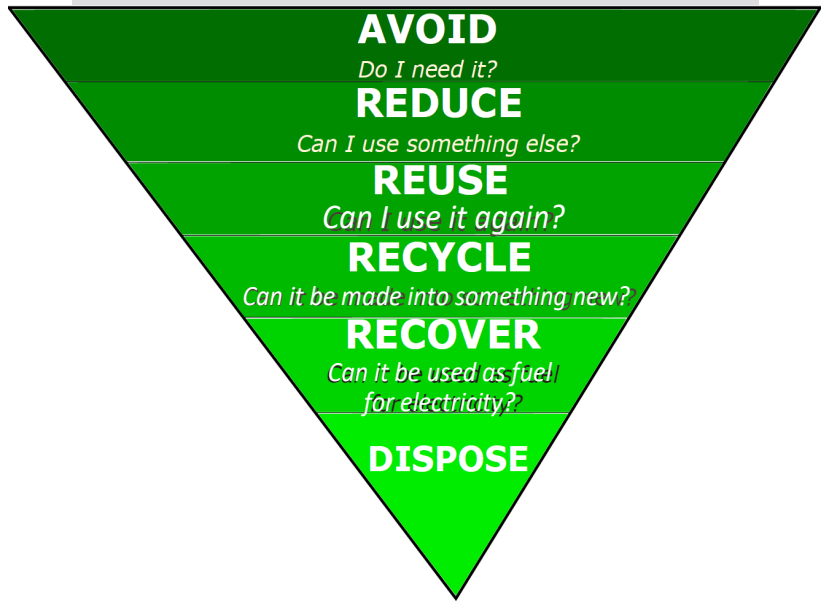 AVOID
Do I need it?
REDUCE
Can I use something else?
REUSE
Can I use it again?
RECYCLE
Can it be made into something new?
RECOVER
Can it be used as fuel
for electricity?
DISPOSE